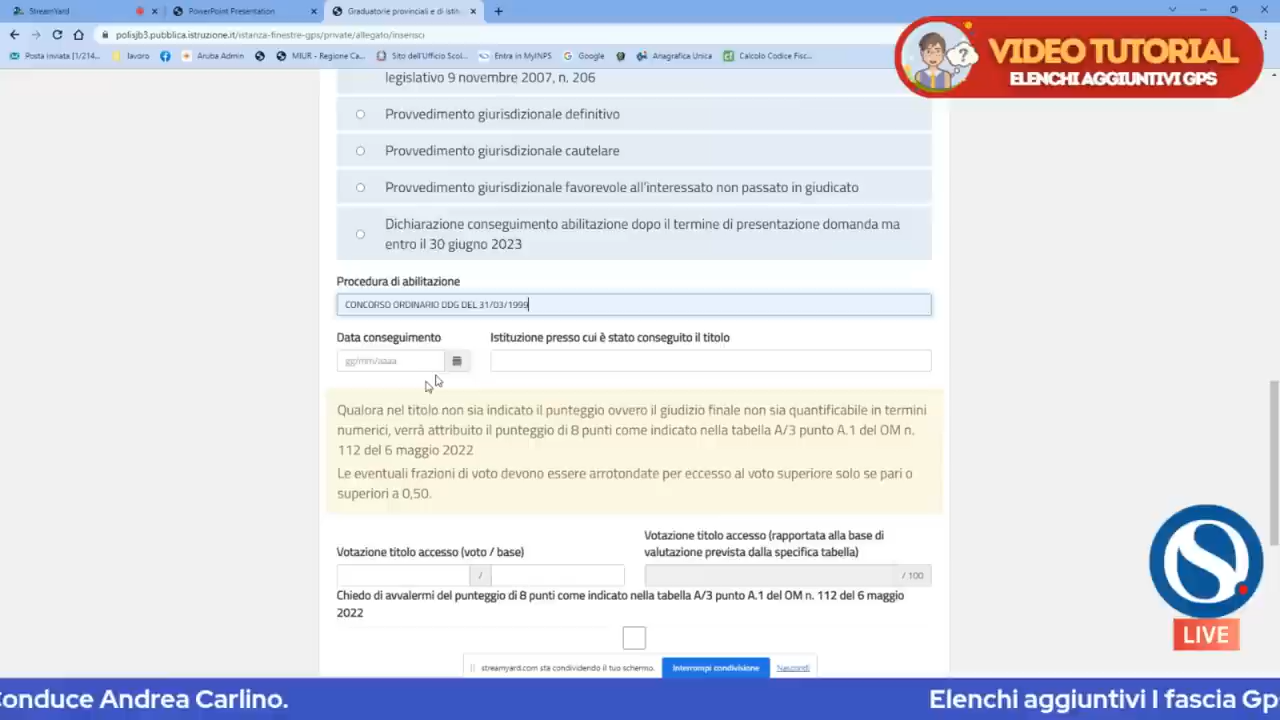 StreamYard
PowerPoint Presentation
Graduatorie provinciali e di istit
polisjb3.pubblica.istruzione.it/istanza-finestre-gps/private/allegato/inserisci
Posta inviata [1/214...
lavoro
Aruba Admin
MIUR - Regione Ca...
Sito dell'Ufficio Scol...
Entra in MyINPS
Google
Anagrafica Unica
Calcolo Codice Fisc...
VIDEO TUTORIAL
ELENCHI AGGIUNTIVI GPS
legislativo 9 novembre 2007, n. 206
Provvedimento giurisdizionale definitivo
Provvedimento giurisdizionale cautelare
Provvedimento giurisdizionale favorevole all'interessato non passato in giudicato
Dichiarazione conseguimento abilitazione dopo il termine di presentazione domanda ma
entro il 30 giugno 2023
Procedura di abilitazione
CONCORSO ORDINARIO DDG DEL 31/03/1999
Data conseguimento
Istituzione presso cui è stato conseguito il titolo
gg/mm/aaaa
Qualora nel titolo non sia indicato il punteggio ovvero il giudizio finale non sia quantificabile in termini
numerici, verrà attribuito il punteggio di 8 punti come indicato nella tabella A/3 punto A.1 del OM n.
112 del 6 maggio 2022
Le eventuali frazioni di voto devono essere arrotondate per eccesso al voto superiore solo se pari o
superiori a 0,50.
Votazione titolo accesso (voto / base)
Votazione titolo accesso (rapportata alla base di
valutazione prevista dalla specifica tabella)
/
/ 100
Chiedo di avvalermi del punteggio di 8 punti come indicato nella tabella A/3 punto A.1 del OM n. 112 del 6 maggio
2022
streamyard.com sta condividendo il tuo schermo.
Interrompi condivisione
Nascondi
LIVE
onduce Andrea Carlino.
Elenchi aggiuntivi I fascia Gp